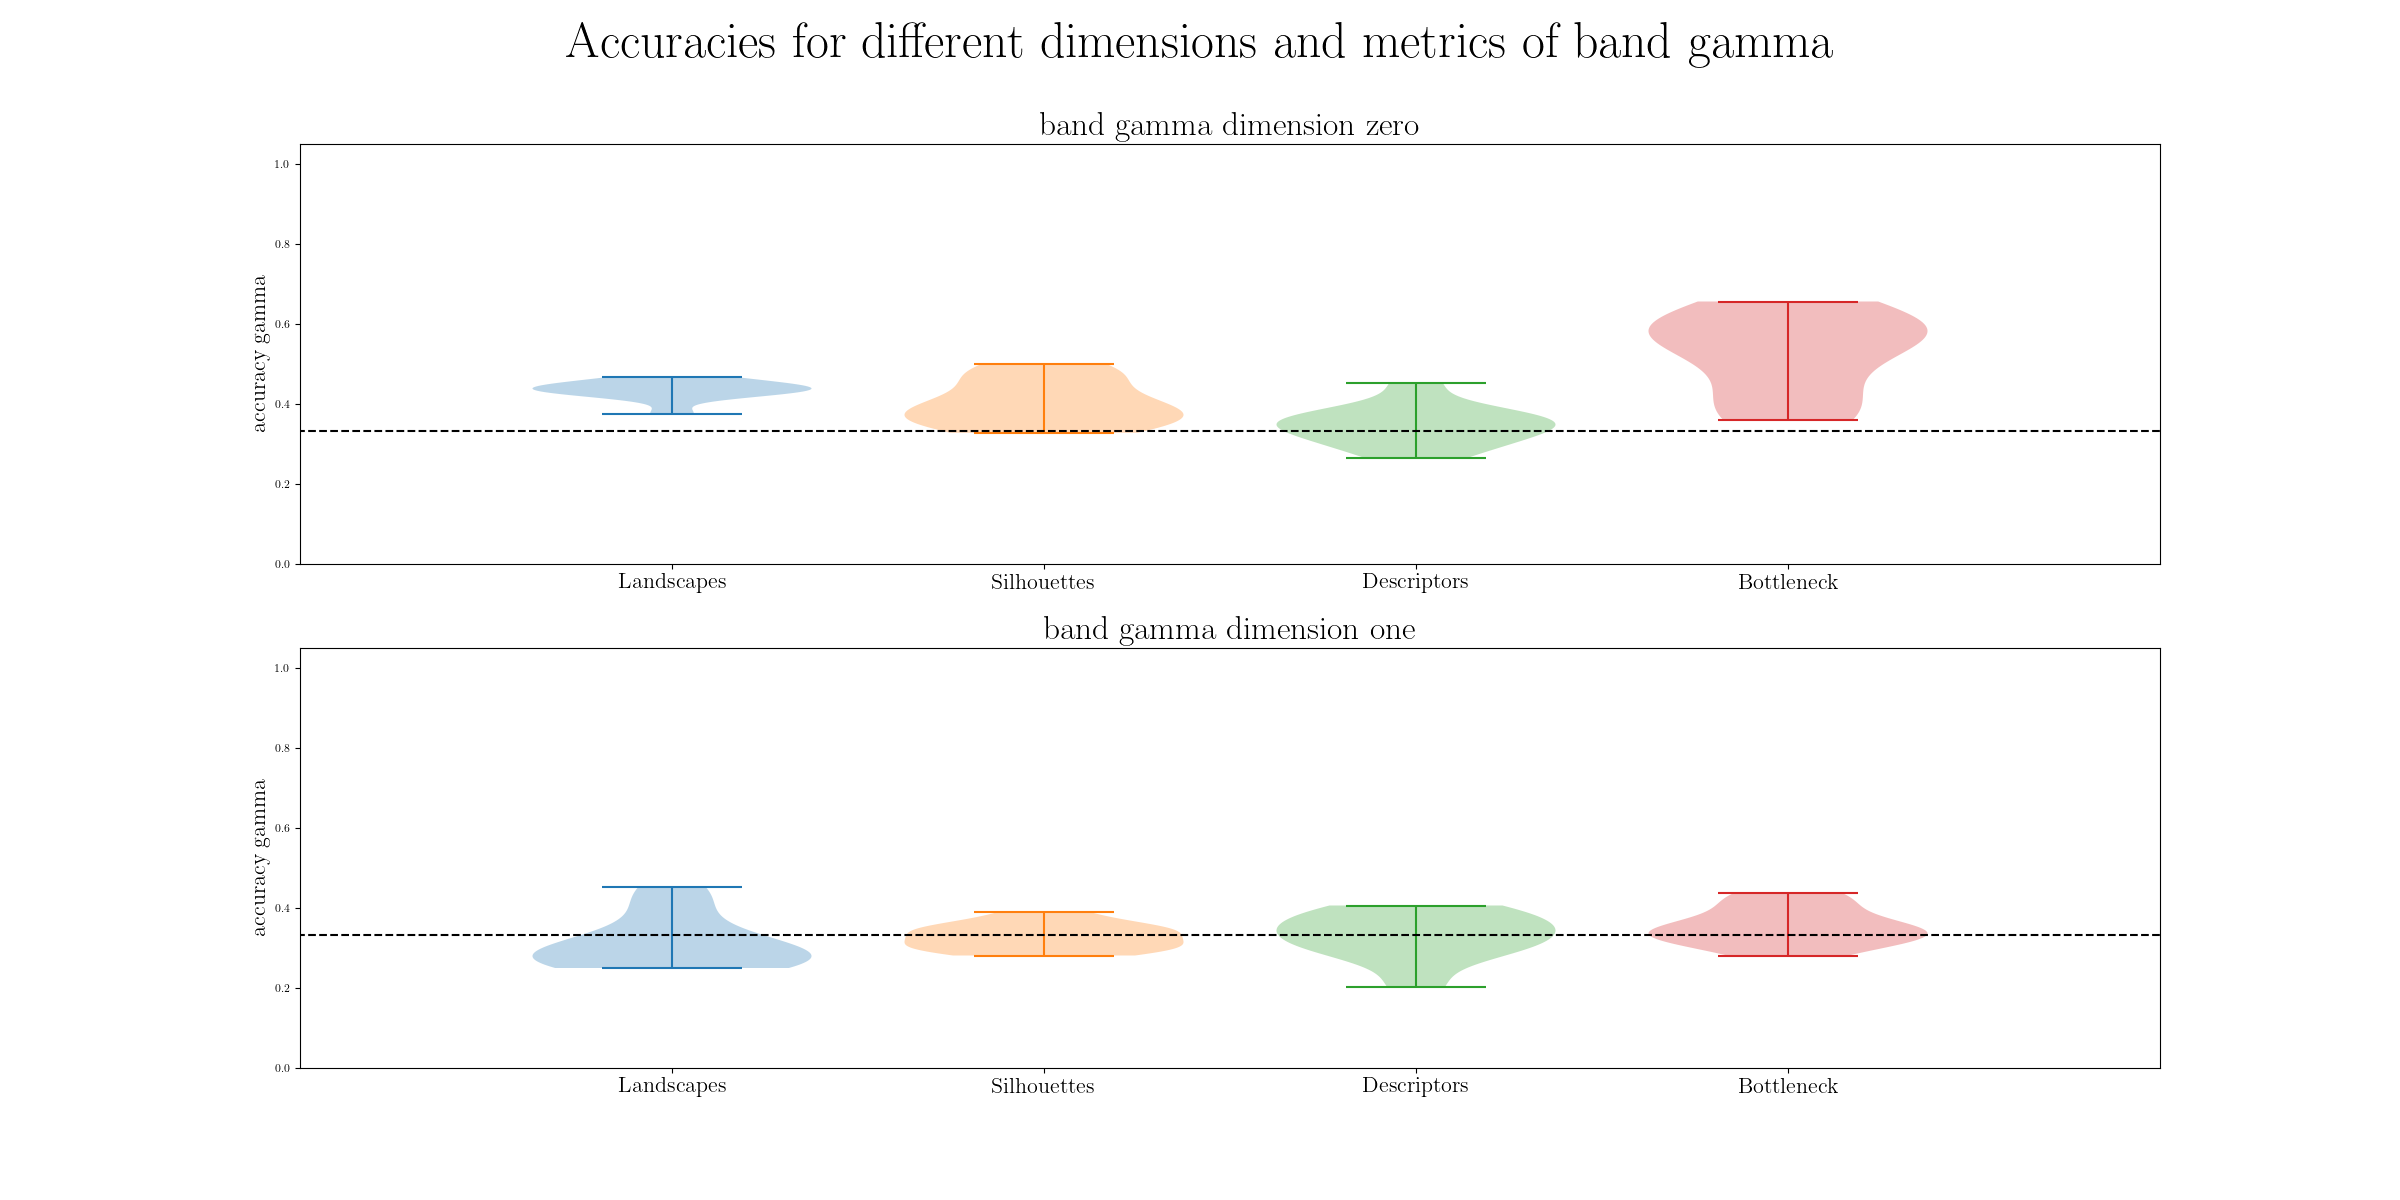 Accuracies for different dimensions and metrics of band gamma
band gamma dimension zero
accuracy gamma
1.0
0.8
0.6
0.4
0.2
0.0
Landscapes Silhouettes Descriptors Bottleneck
band gamma dimension one
accuracy gamma
1.0
0.8
0.6
0.4
0.2
0.0
Landscapes Silhouettes Descriptors Bottleneck